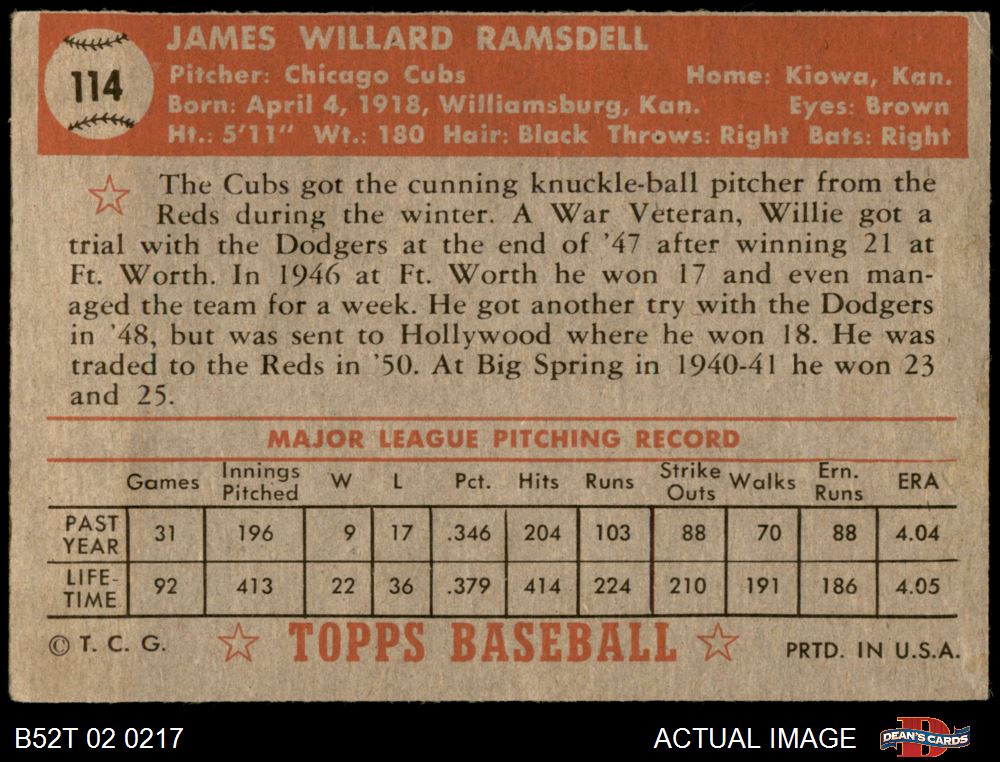 114
JAMES WILLARD RAMSDELL
Pitcher: Chicago Cubs Home: Kiowa, Kan.
Born: April 4, 1918, Williamsburg, Kan. Eyes: Brown
Ht.: 5'11" Wt.: 180 Hair: Black Throws: Right Bats: Right
The Cubs got the cunning knuckle-ball pitcher from the
Reds during the winter. A War Veteran, Willie got a
trial with the Dodgers at the end of '47 after winning 21 at
Ft. Worth. In 1946 at Ft. Worth he won 17 and even man-
aged the team for a week. He got another try with the Dodgers
in '48, but was sent to Hollywood where he won 18. He was
traded to the Reds in '50. At Big Spring in 1940-41 he won 23
and 25.
MAJOR LEAGUE PITCHING RECORD
Games Innings Pitched W L Pct. Hits Runs Strike Outs Walks Ern. Runs ERA
PAST YEAR 31 196 9 17 .346 204 103 88 70 88 4.04
LIFE-TIME 92 413 22 36 .379 414 224 210 191 186 4.05
© T. C. G. TOPPS BASEBALL PRTD. IN U.S.A.
B52T 02 0217 ACTUAL IMAGE D DEAN'S CARDS